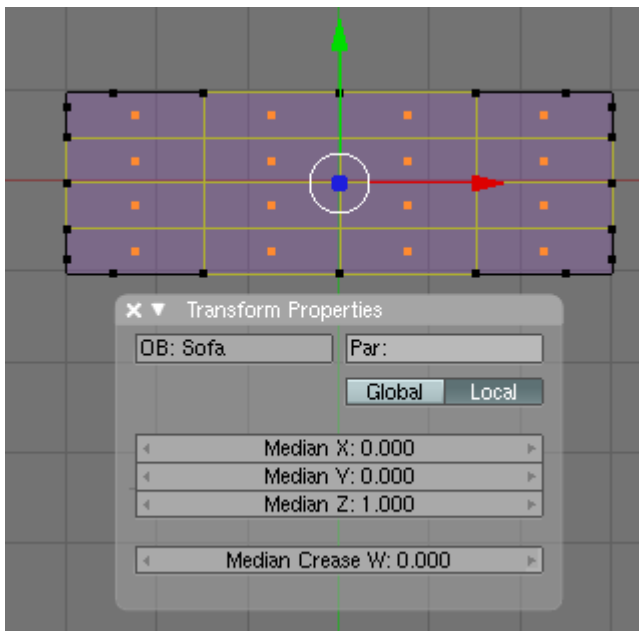 Transform Properties
OB: Sofa Par:
Global Local
Median X: 0.000
Median Y: 0.000
Median Z: 1.000
Median Crease W: 0.000